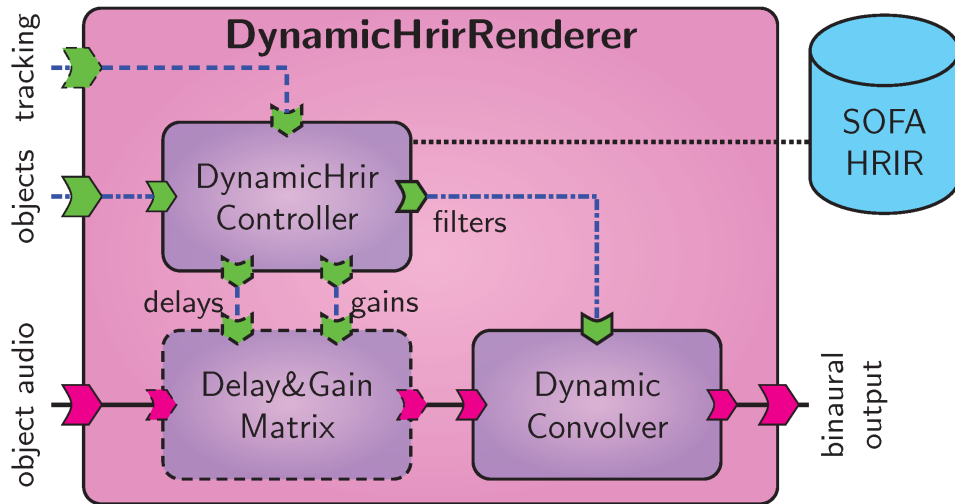 DynamicHrirRenderer
tracking
SOFA
HRIR
objects
DynamicHrir
Controller
filters
delays
gains
object audio
Delay&Gain
Matrix
Dynamic
Convolver
binaural
output